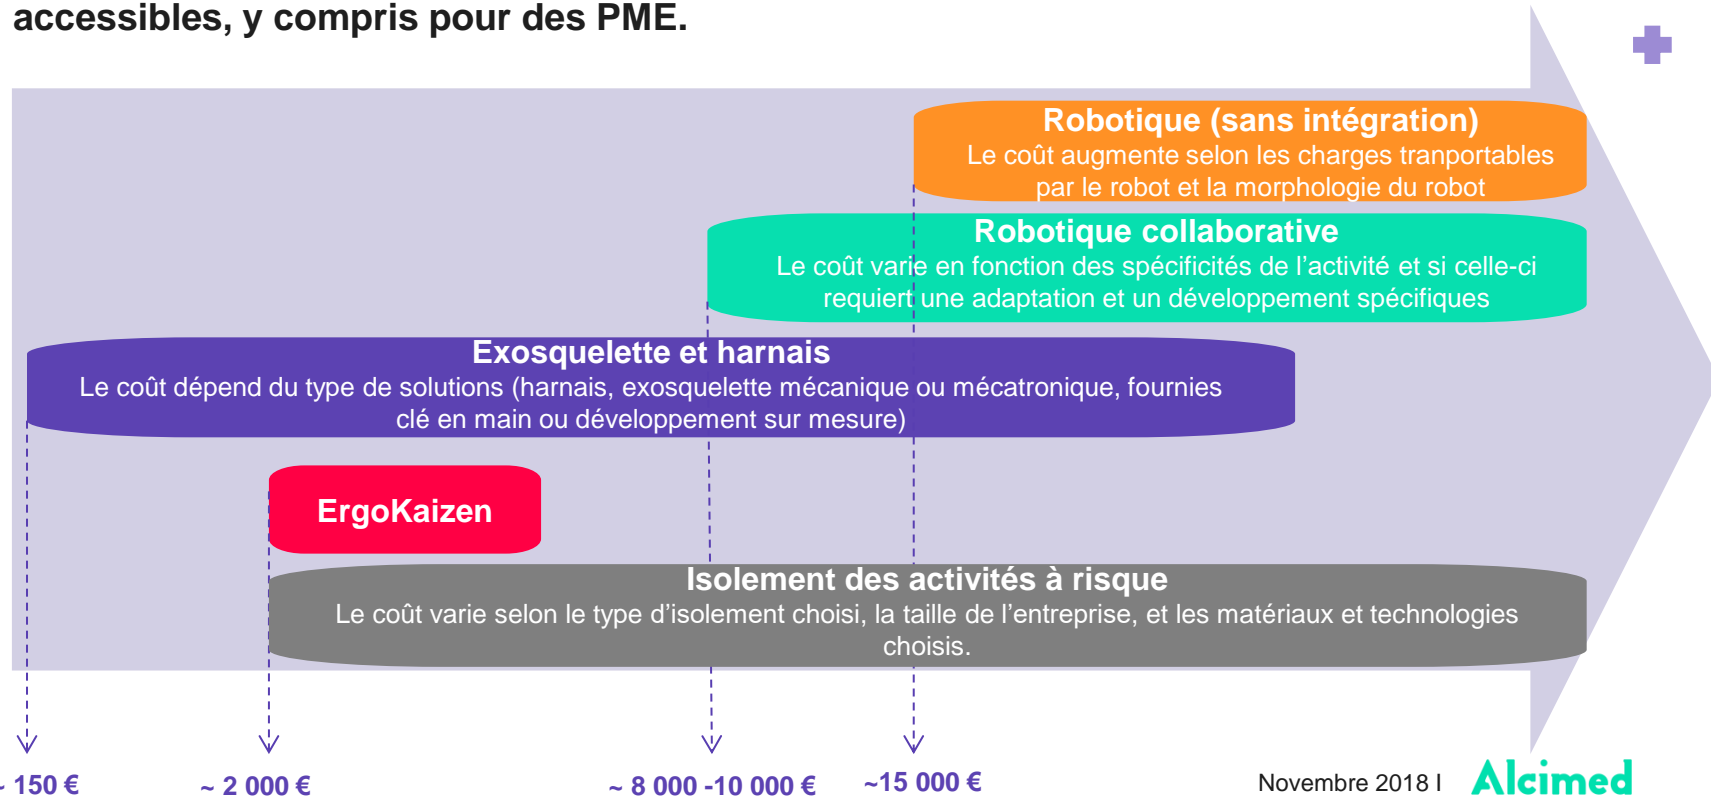 accessibles, y compris pour des PME.
Robotique (sans intégration)
Le coût augmente selon les charges tranportables
par le robot et la morphologie du robot
Robotique collaborative
Le coût varie en fonction des spécificités de l'activité et si celle-ci
requiert une adaptation et un développement spécifiques
Exosquelette et harnais
Le coût dépend du type de solutions (harnais, exosquelette mécanique ou mécatronique, fournies
clé en main ou développement sur mesure)
ErgoKaizen
Isolement des activités à risque
Le coût varie selon le type d'isolement choisi, la taille de l'entreprise, et les matériaux et technologies
choisis.
~ 150 €
~ 2 000 €
~ 8 000 -10 000 €
~15 000 €
Novembre 2018 I
Alcimed